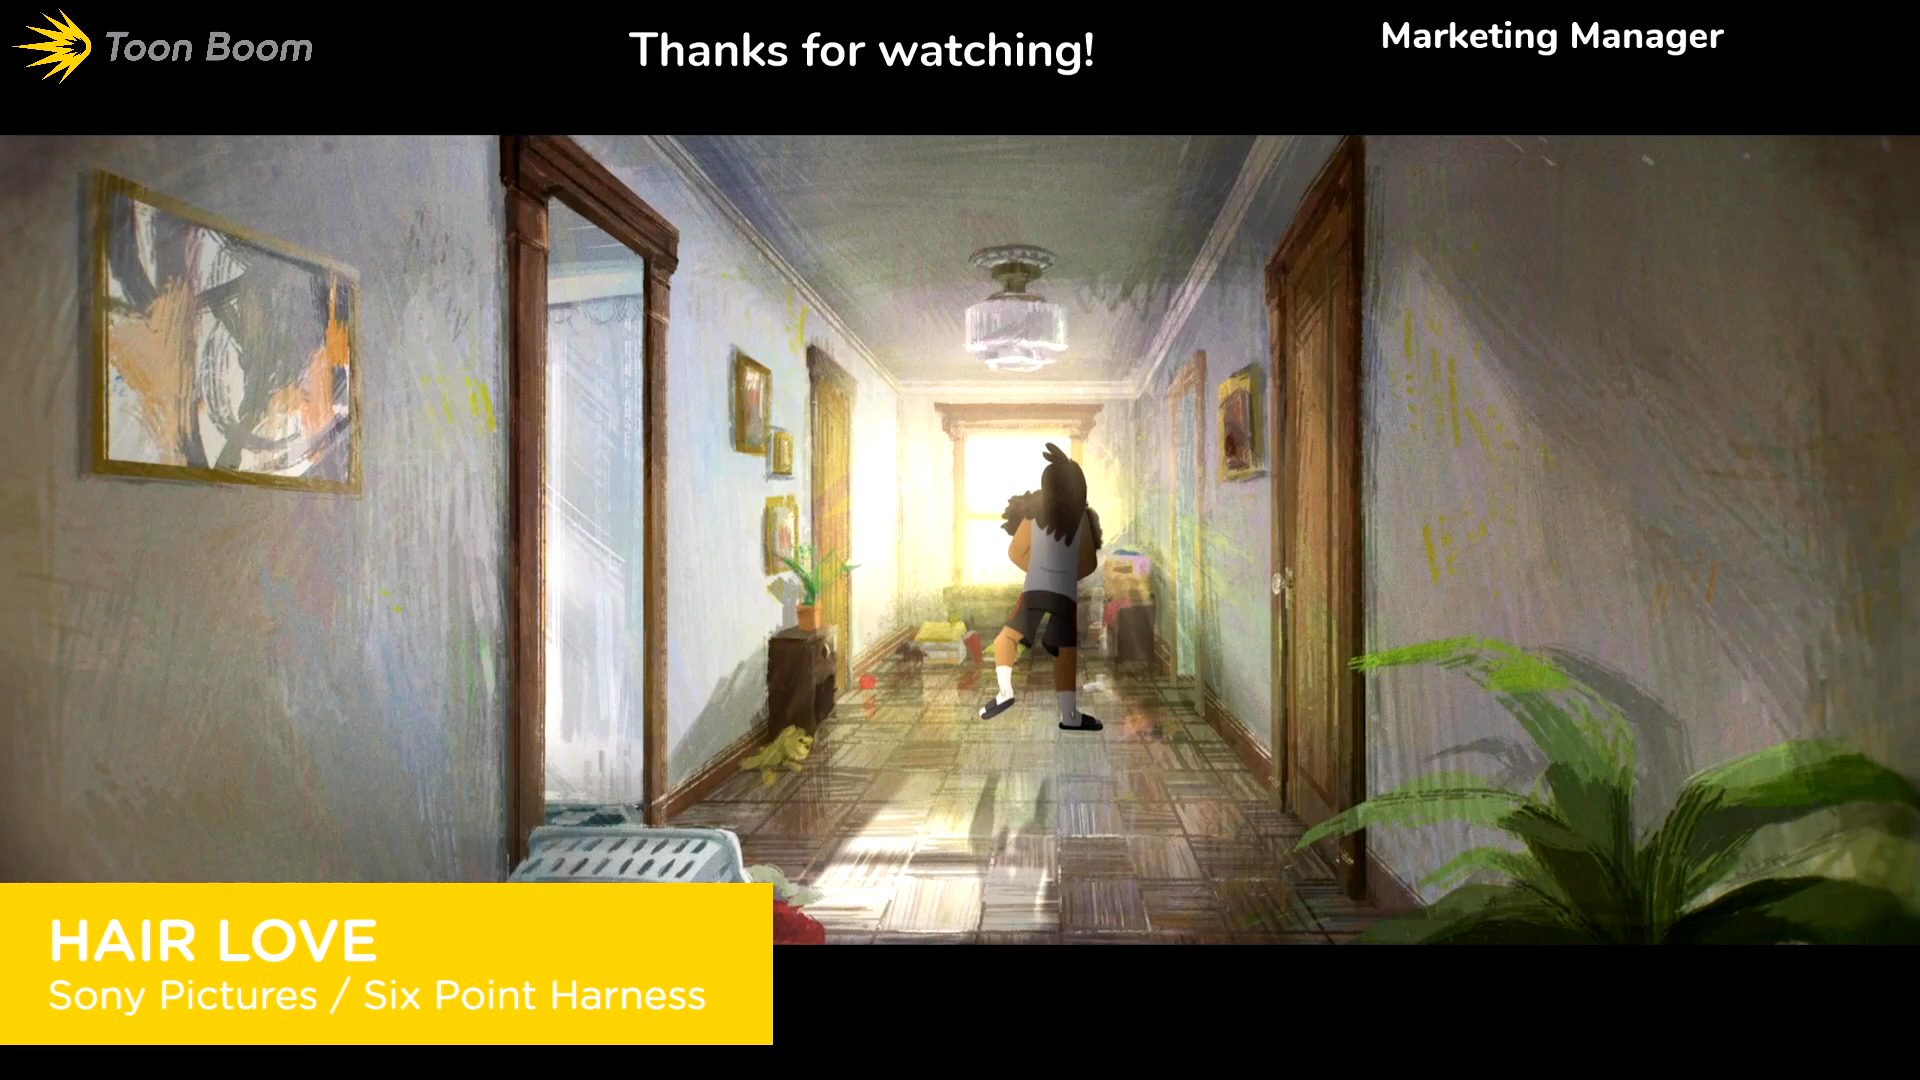 Toon Boom
Thanks for watching!
Marketing Manager
HAIR LOVE
Sony Pictures / Six Point Harness